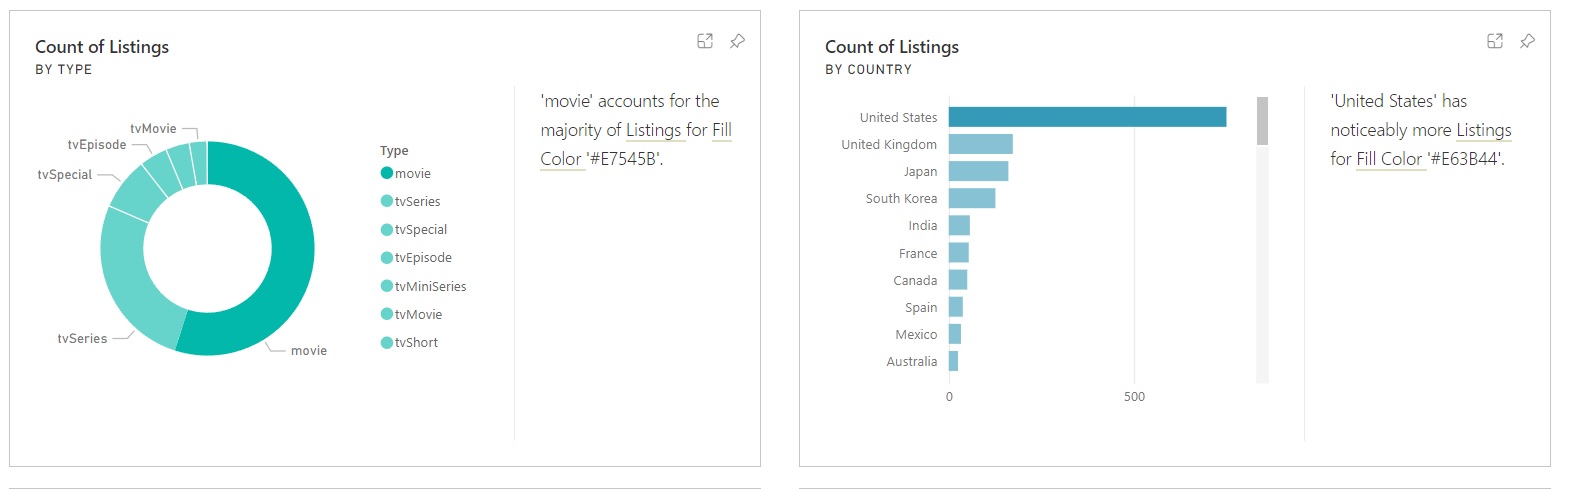 Count of Listings
BY TYPE
tvMovie
tvEpisode
tvSpecial
tvSeries
movie
Type
movie
tvSeries
tvSpecial
tvEpisode
tvMiniSeries
tvMovie
tvShort
'movie' accounts for the
majority of Listings for Fill
Color '#E7545B'.
Count of Listings
BY COUNTRY
United States
United Kingdom
Japan
South Korea
India
France
Canada
Spain
Mexico
Australia
0
500
'United States' has
noticeably more Listings
for Fill Color '#E63B44'.